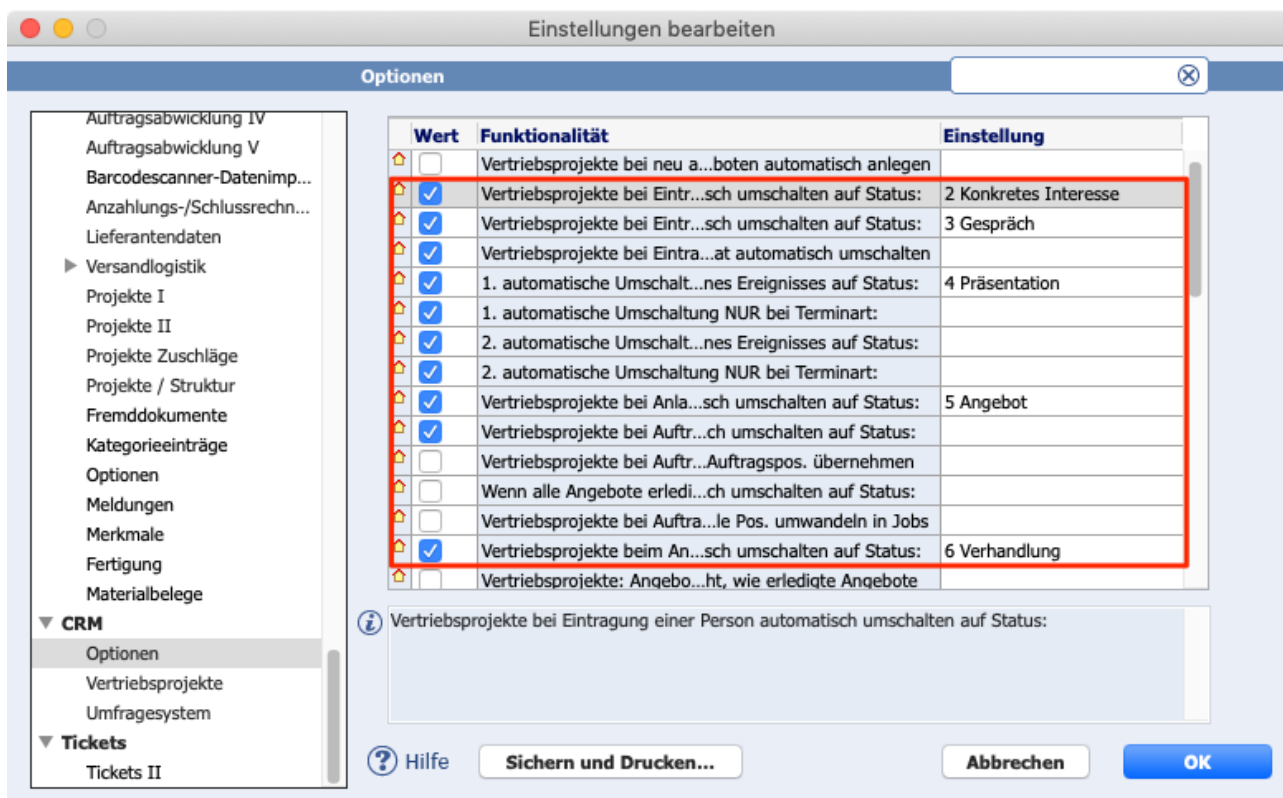 Einstellungen bearbeiten
Optionen
Auftragsabwicklung IV
Auftragsabwicklung V
Barcodescanner-Datenimp...
Anzahlungs-/Schlussrechn...
Lieferantendaten
Versandlogistik
Projekte I
Projekte II
Projekte Zuschläge
Projekte / Struktur
Fremddokumente
Kategorieeinträge
Optionen
Meldungen
Merkmale
Fertigung
Materialbelege
CRM
Optionen
Vertriebsprojekte
Umfragesystem
Tickets
Tickets II
Wert Funktionalität Einstellung
Vertriebsprojekte bei neu a...boten automatisch anlegen
Vertriebsprojekte bei Eintr...sch umschalten auf Status: 2 Konkretes Interesse
Vertriebsprojekte bei Eintr...sch umschalten auf Status: 3 Gespräch
Vertriebsprojekte bei Eintra...at automatisch umschalten
1. automatische Umschalt...nes Ereignisses auf Status: 4 Präsentation
1. automatische Umschaltung NUR bei Terminart:
2. automatische Umschalt...nes Ereignisses auf Status:
2. automatische Umschaltung NUR bei Terminart:
Vertriebsprojekte bei Anla...sch umschalten auf Status: 5 Angebot
Vertriebsprojekte bei Auftr...ch umschalten auf Status:
Vertriebsprojekte bei Auftr...Auftragspos. übernehmen
Wenn alle Angebote erledi...ch umschalten auf Status:
Vertriebsprojekte bei Auftra...le Pos. umwandeln in Jobs
Vertriebsprojekte beim An...sch umschalten auf Status: 6 Verhandlung
Vertriebsprojekte: Angebo...ht, wie erledigte Angebote
Vertriebsprojekte bei Eintragung einer Person automatisch umschalten auf Status:
Hilfe
Sichern und Drucken...
Abbrechen
OK